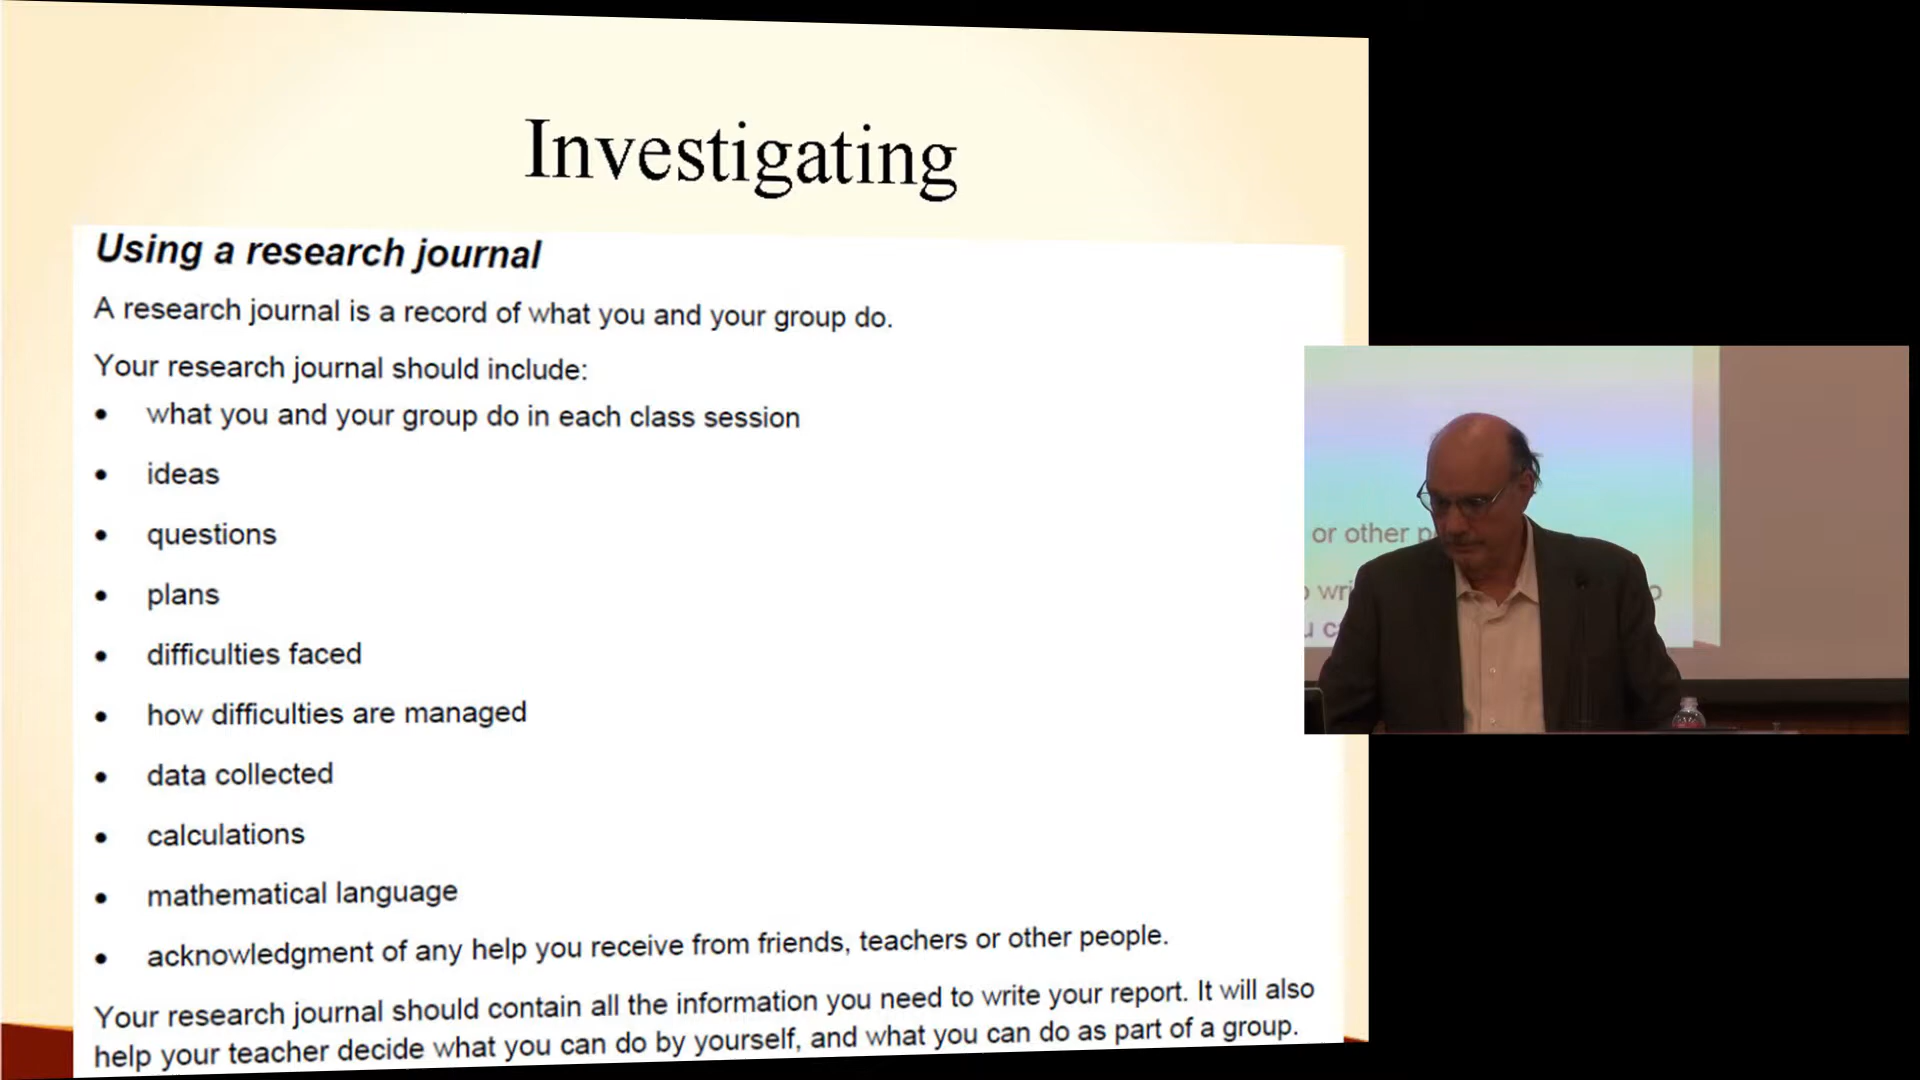 Investigating
Using a research journal
A research journal is a record of what you and your group do.
Your research journal should include:
• what you and your group do in each class session
• ideas
• questions
• plans
• difficulties faced
• how difficulties are managed
• data collected
• calculations
• mathematical language
• acknowledgment of any help you receive from friends, teachers or other people.
Your research journal should contain all the information you need to write your report. It will also
help your teacher decide what you can do by yourself, and what you can do as part of a group.
or other